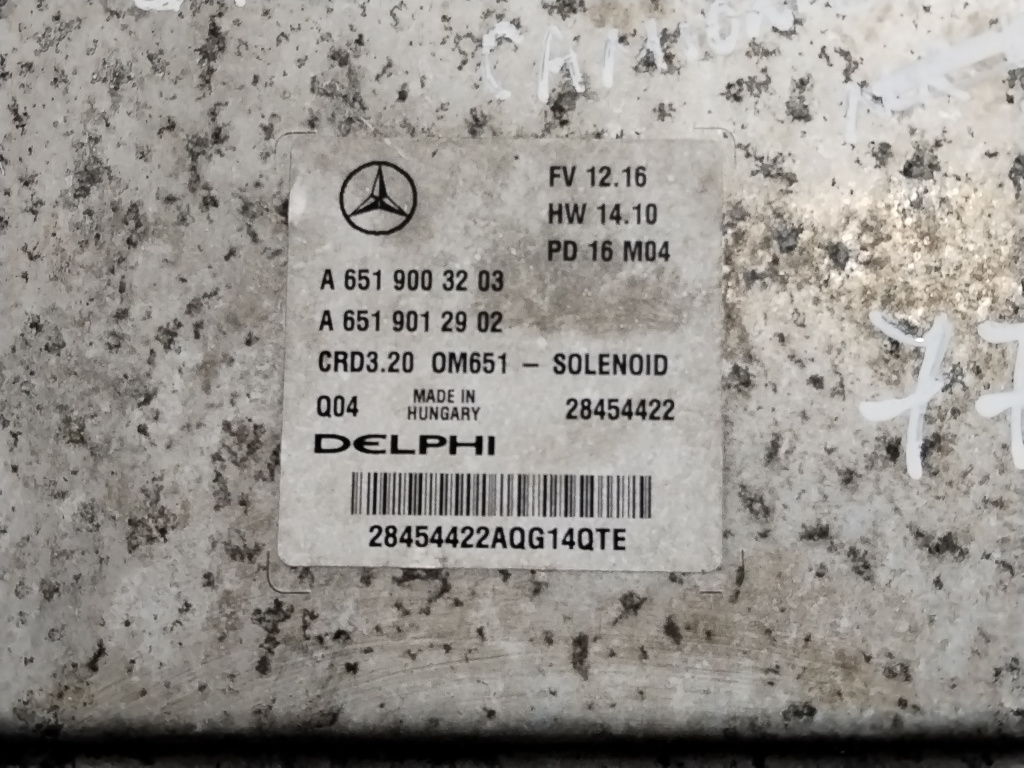 FV 12.16
HW 14.10
PD 16 M04
A 651 900 32 03
A 651 901 29 02
CRD3.20 OM651 – SOLENOID
Q04 MADE IN HUNGARY 28454422
DELPHI
28454422AQG14QTE
77